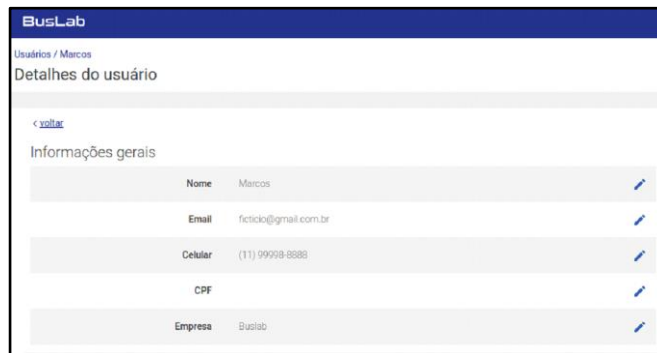 BusLab
Usuários / Marcos
Detalhes do usuário
< voltar
Informações gerais
Nome Marcos
Email ficticio@gmail.com.br
Celular (11) 99998-8888
CPF
Empresa Buslab